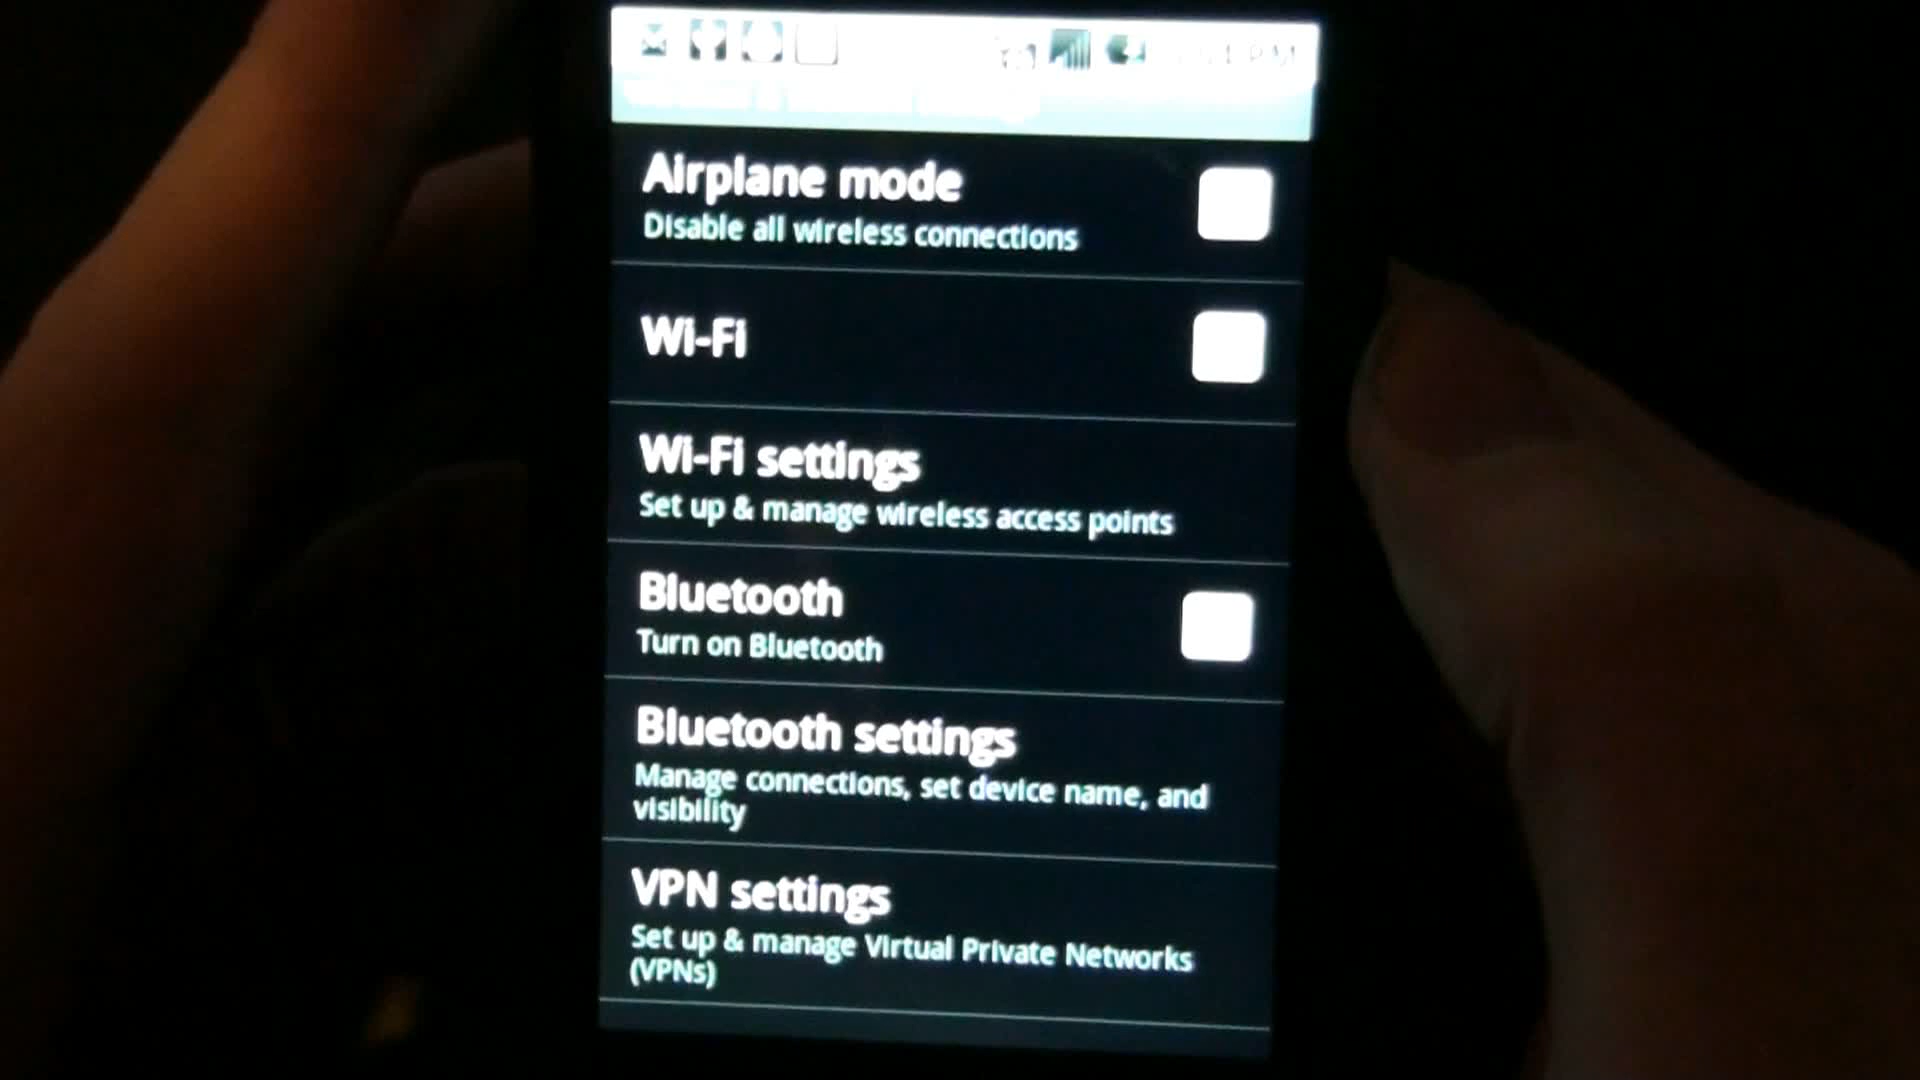 Airplane mode
Disable all wireless connections
Wi-Fi
Wi-Fi settings
Set up & manage wireless access points
Bluetooth
Turn on Bluetooth
Bluetooth settings
Manage connections, set device name, and
visibility
VPN settings
Set up & manage Virtual Private Networks
(VPNs)